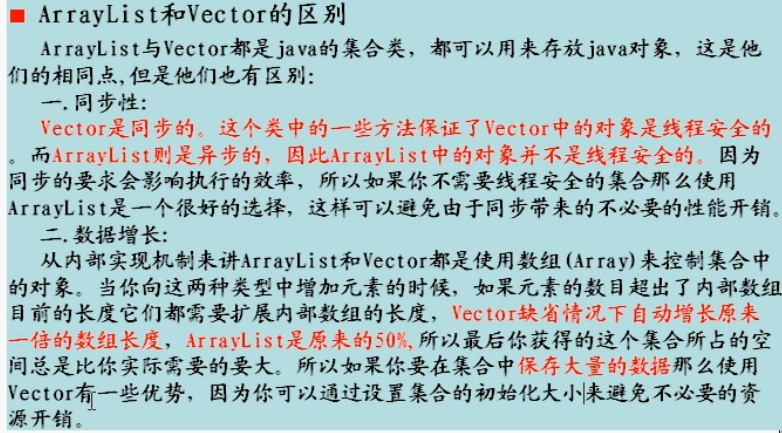 ■ ArrayList和Vector的区别
ArrayList与Vector都是java的集合类，都可以用来存放java对象，这是他
们的相同点,但是他们也有区别:
一.同步性:
Vector是同步的。这个类中的一些方法保证了Vector中的对象是线程安全的
。而ArrayList则是异步的，因此ArrayList中的对象并不是线程安全的。因为
同步的要求会影响执行的效率，所以如果你不需要线程安全的集合那么使用
ArrayList是一个很好的选择，这样可以避免由于同步带来的不必要的性能开销。
二.数据增长:
从内部实现机制来讲ArrayList和Vector都是使用数组(Array)来控制集合中
的对象。当你向这两种类型中增加元素的时候，如果元素的数目超出了内部数组
目前的长度它们都需要扩展内部数组的长度，Vector缺省情况下自动增长原来
一倍的数组长度，ArrayList是原来的50%,所以最后你获得的这个集合所占的空
间总是比你实际需要的要大。所以如果你要在集合中保存大量的数据那么使用
Vector有一些优势，因为你可以通过设置集合的初始化大小来避免不必要的资
源开销。